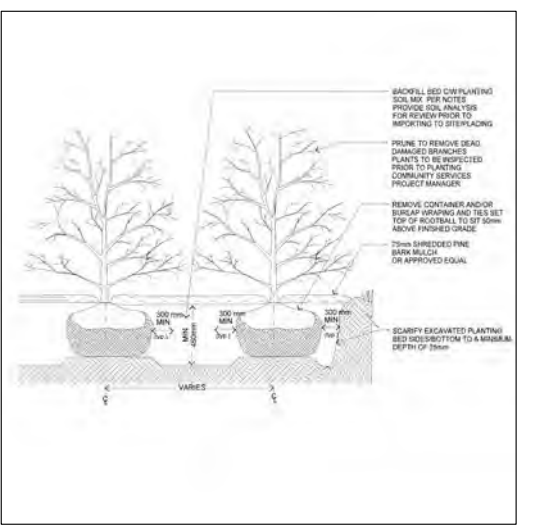 BACKFILL BED C/W PLANTING
SOIL MIX PER NOTES
PROVIDE SOIL ANALYSIS
FOR REVIEW PRIOR TO
IMPORTING TO SITE/PLACING
PRUNE TO REMOVE DEAD,
DAMAGED BRANCHES
PLANTS TO BE INSPECTED
PRIOR TO PLANTING
COMMUNITY SERVICES
PROJECT MANAGER
REMOVE CONTAINER AND/OR
BURLAP WRAPING AND TIES SET
TOP OF ROOTBALL TO SIT 50mm
ABOVE FINISHED GRADE
75mm SHREDDED PINE
BARK MULCH
OR APPROVED EQUAL
300 mm
MIN
MIN
450mm
300 mm
MIN
300 mm
MIN
SCARIFY EXCAVATED PLANTING
BED SIDES/BOTTOM TO A MINIMUM
DEPTH OF 25mm
VARIES
℄
℄